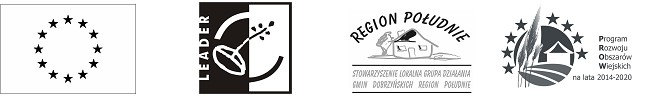 LEADER
REGION POŁUDNIE
STOWARZYSZENIE LOKALNA GRUPA DZIAŁANIA
GMIN DOBRZYŃSKICH REGION POŁUDNIE
Program
Rozwoju
Obszarów
Wiejskich
na lata 2014-2020